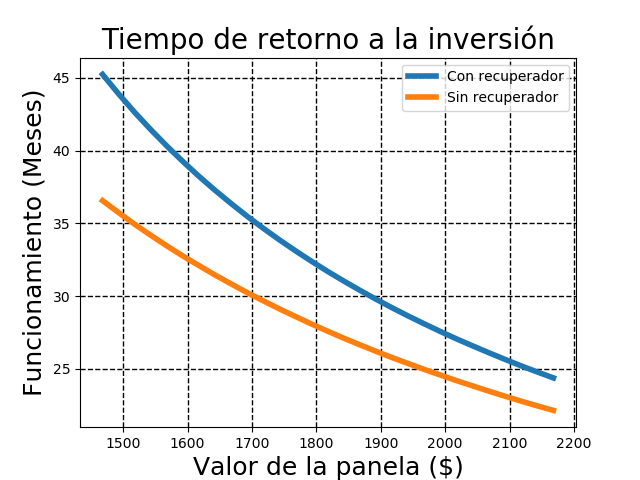 Tiempo de retorno a la inversión
Con recuperador
Sin recuperador
Funcionamiento (Meses)
45
40
35
30
25
1500 1600 1700 1800 1900 2000 2100 2200
Valor de la panela ($)